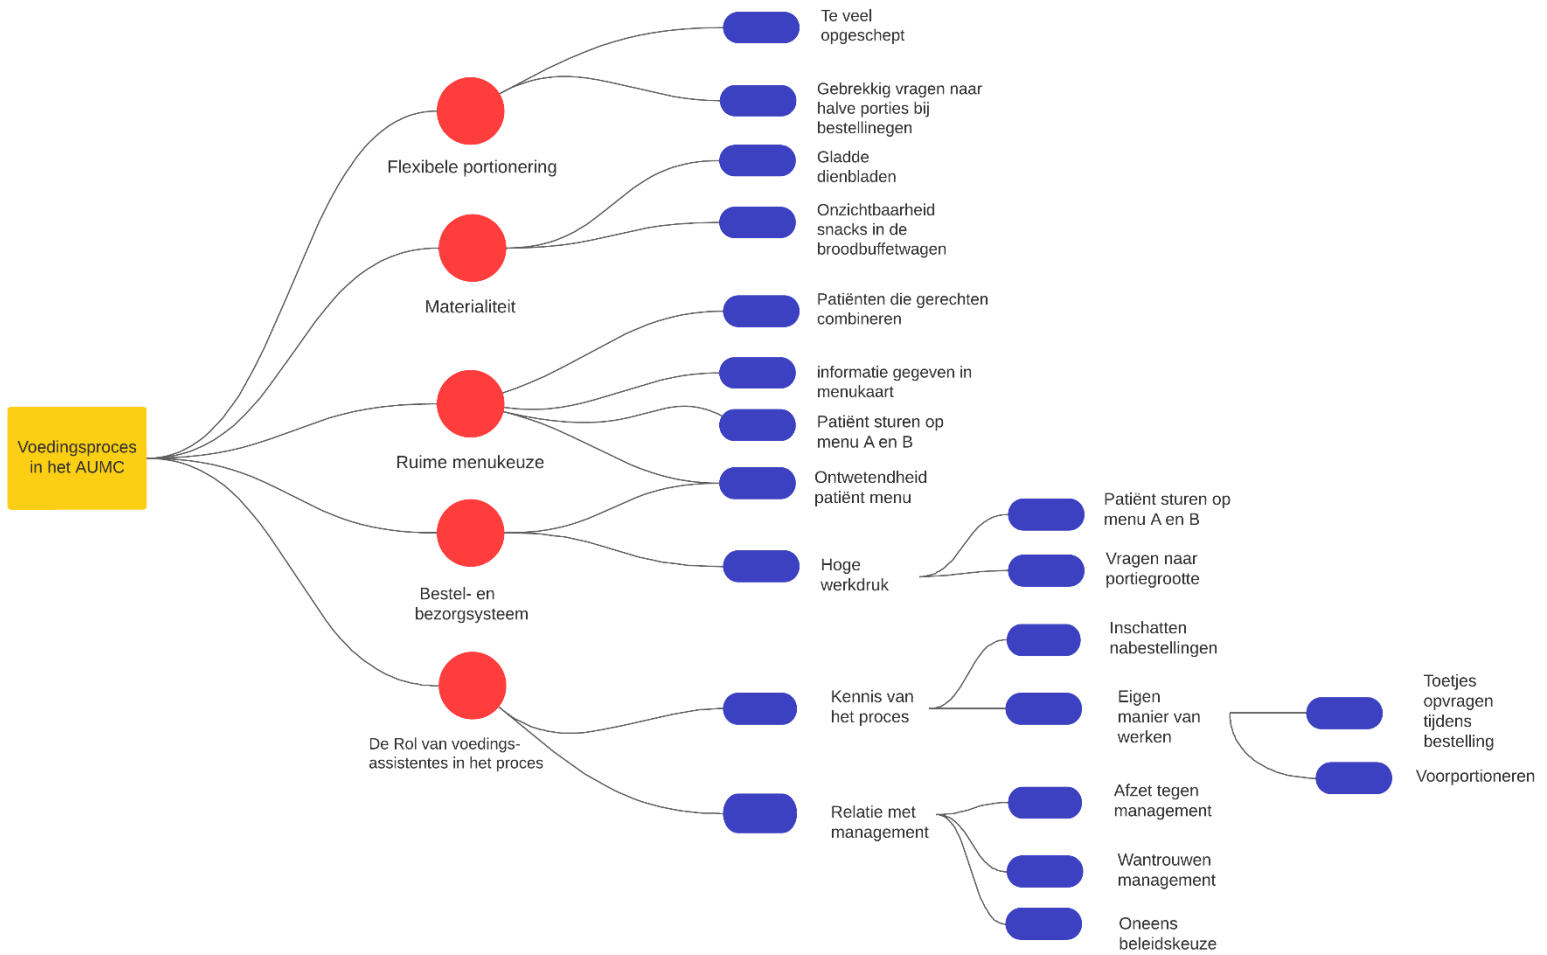 Voedingsproces
in het AUMC
Flexibele portionering
Te veel
opgeschept
Gebrekkig vragen naar
halve porties bij
bestellinegen
Materialiteit
Gladde
dienbladen
Onzichtbaarheid
snacks in de
broodbuffetwagen
Ruime menukeuze
Patiënten die gerechten
combineren
informatie gegeven in
menukaart
Patiënt sturen op
menu A en B
Ontwetendheid
patiënt menu
Bestel- en
bezorgsysteem
Hoge
werkdruk
Patiënt sturen op
menu A en B
Vragen naar
portiegrootte
De Rol van voedings-
assistentes in het proces
Kennis van
het proces
Inschatten
nabestellingen
Eigen
manier van
werken
Toetjes
opvragen
tijdens
bestelling
Voorportioneren
Relatie met
management
Afzet tegen
management
Wantrouwen
management
Oneens
beleidskeuze